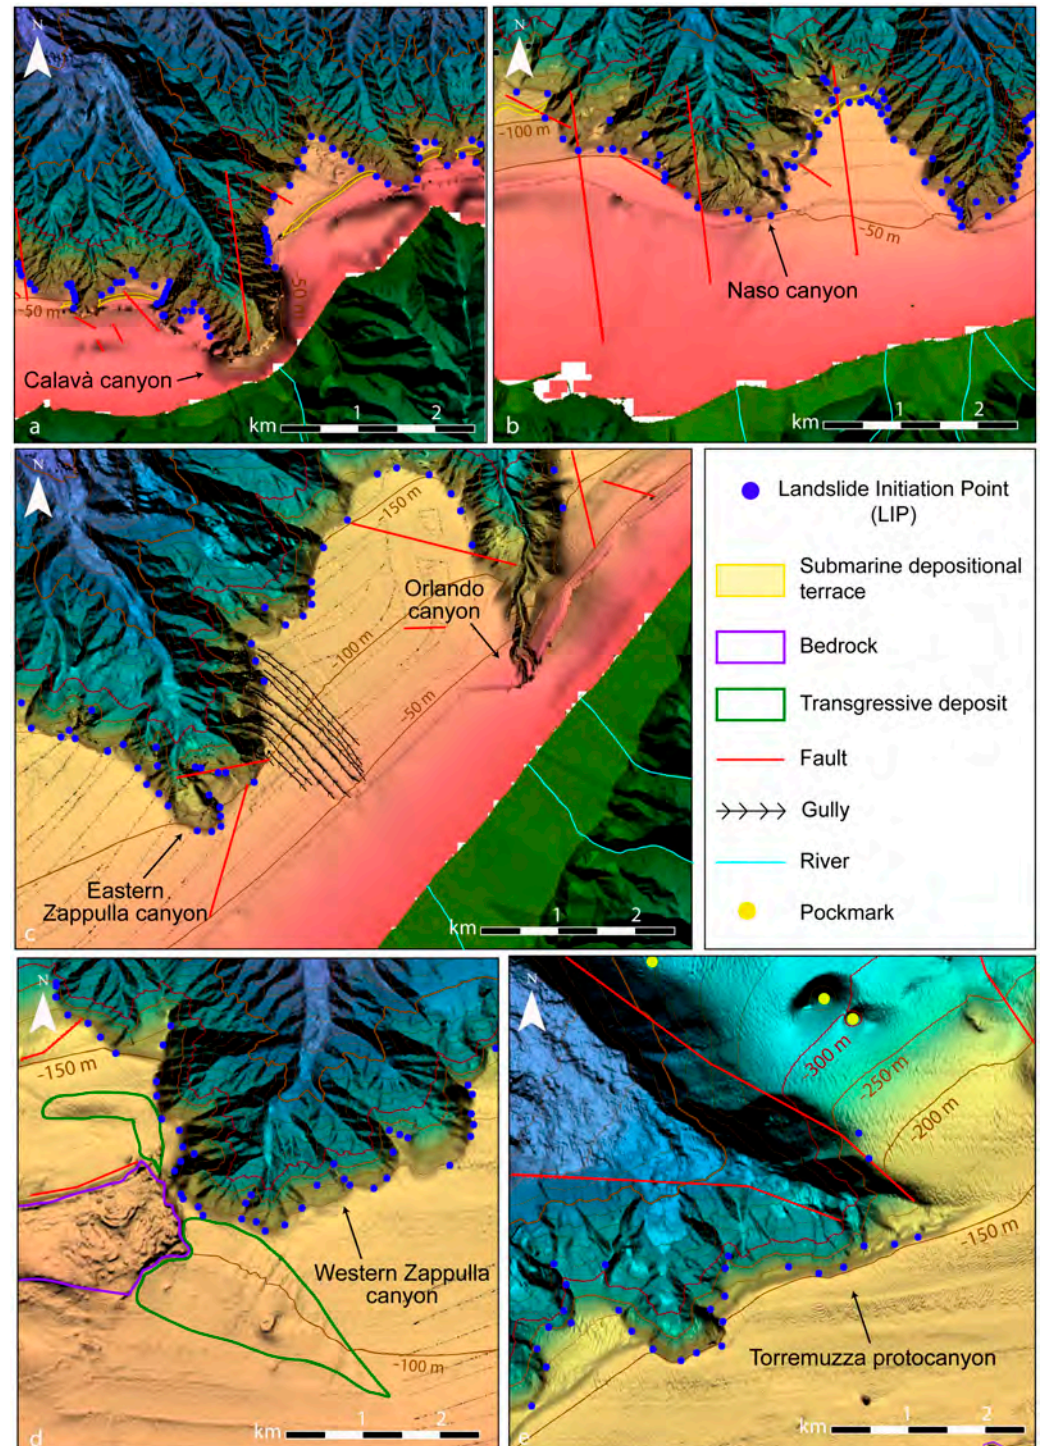 N
-50 m
-50 m
Calavà canyon
km 1 2
a
N
-100 m
-50 m
Naso canyon
km 1 2
b
N
-150 m
Orlando
canyon
-100 m
-50 m
Eastern
Zappulla canyon
km 1 2
c
Landslide Initiation Point
(LIP)
Submarine depositional
terrace
Bedrock
Transgressive deposit
Fault
Gully
River
Pockmark
N
-150 m
Western Zappulla
canyon
-100 m
km 1 2
d
N
-300 m
-250 m
-200 m
-150 m
Torremuzza protocanyon
km 1 2
e